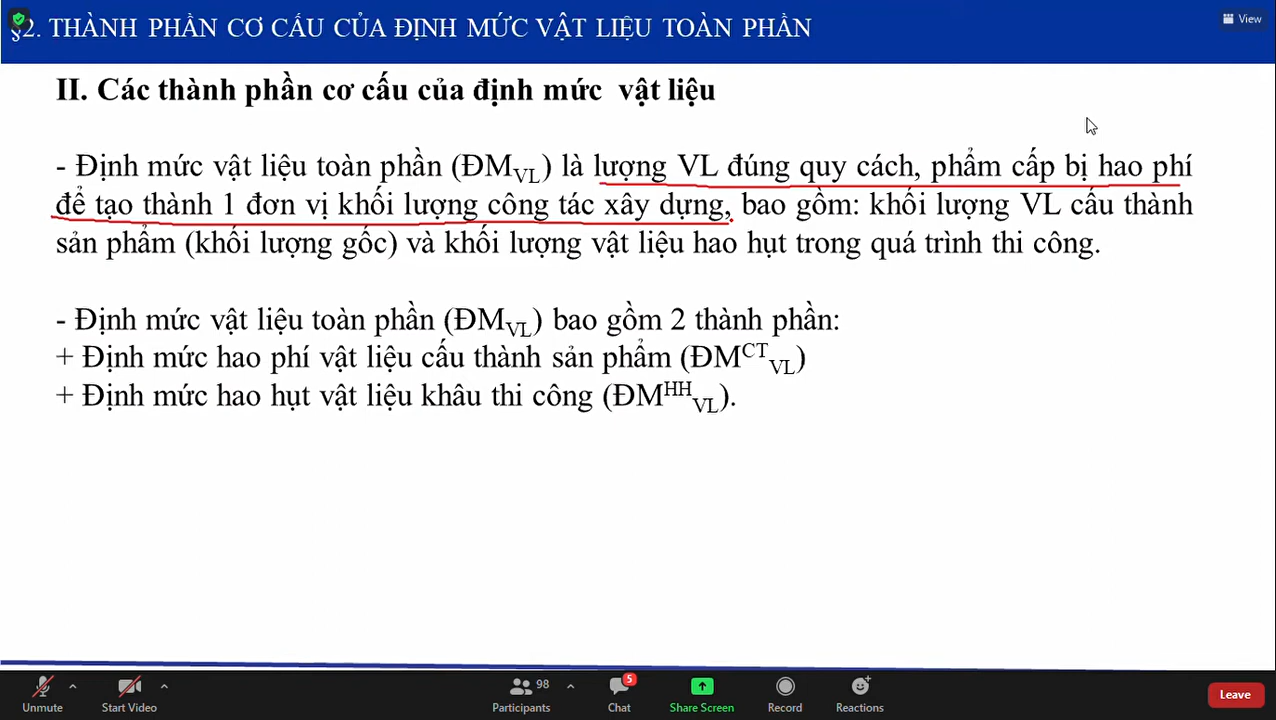 §2. THÀNH PHẦN CƠ CẤU CỦA ĐỊNH MỨC VẬT LIỆU TOÀN PHẦN
View
II. Các thành phần cơ cấu của định mức vật liệu
- Định mức vật liệu toàn phần (ĐMVL) là lượng VL đúng quy cách, phẩm cấp bị hao phí
để tạo thành 1 đơn vị khối lượng công tác xây dựng, bao gồm: khối lượng VL cấu thành
sản phẩm (khối lượng gốc) và khối lượng vật liệu hao hụt trong quá trình thi công.
- Định mức vật liệu toàn phần (ĐMVL) bao gồm 2 thành phần:
+ Định mức hao phí vật liệu cấu thành sản phẩm (ĐMCTVL)
+ Định mức hao hụt vật liệu khâu thi công (ĐMHHVL).
98
5
Unmute
Start Video
Participants
Chat
Share Screen
Record
Reactions
Leave